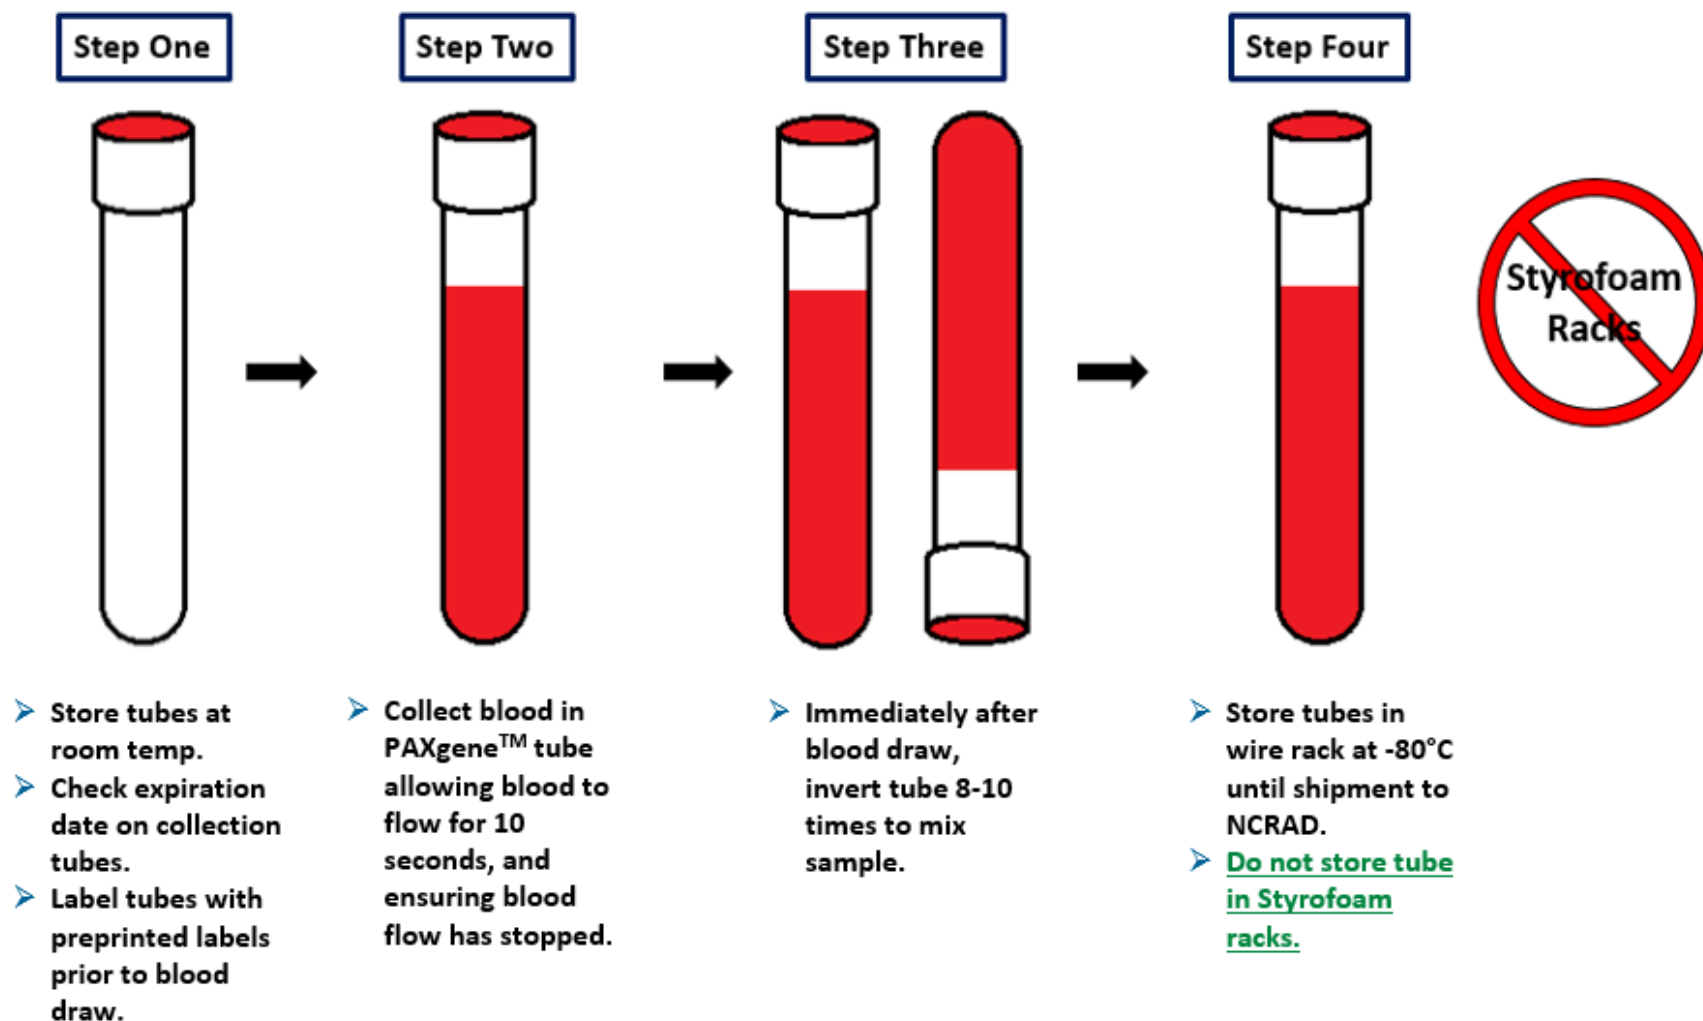 Step One
Step Two
Step Three
Step Four
Styrofoam
Racks
➢ Store tubes at
room temp.
➢ Check expiration
date on collection
tubes.
➢ Label tubes with
preprinted labels
prior to blood
draw.
➢ Collect blood in
PAXgene™ tube
allowing blood to
flow for 10
seconds, and
ensuring blood
flow has stopped.
➢ Immediately after
blood draw,
invert tube 8-10
times to mix
sample.
➢ Store tubes in
wire rack at -80°C
until shipment to
NCRAD.
➢ Do not store tube
in Styrofoam
racks.